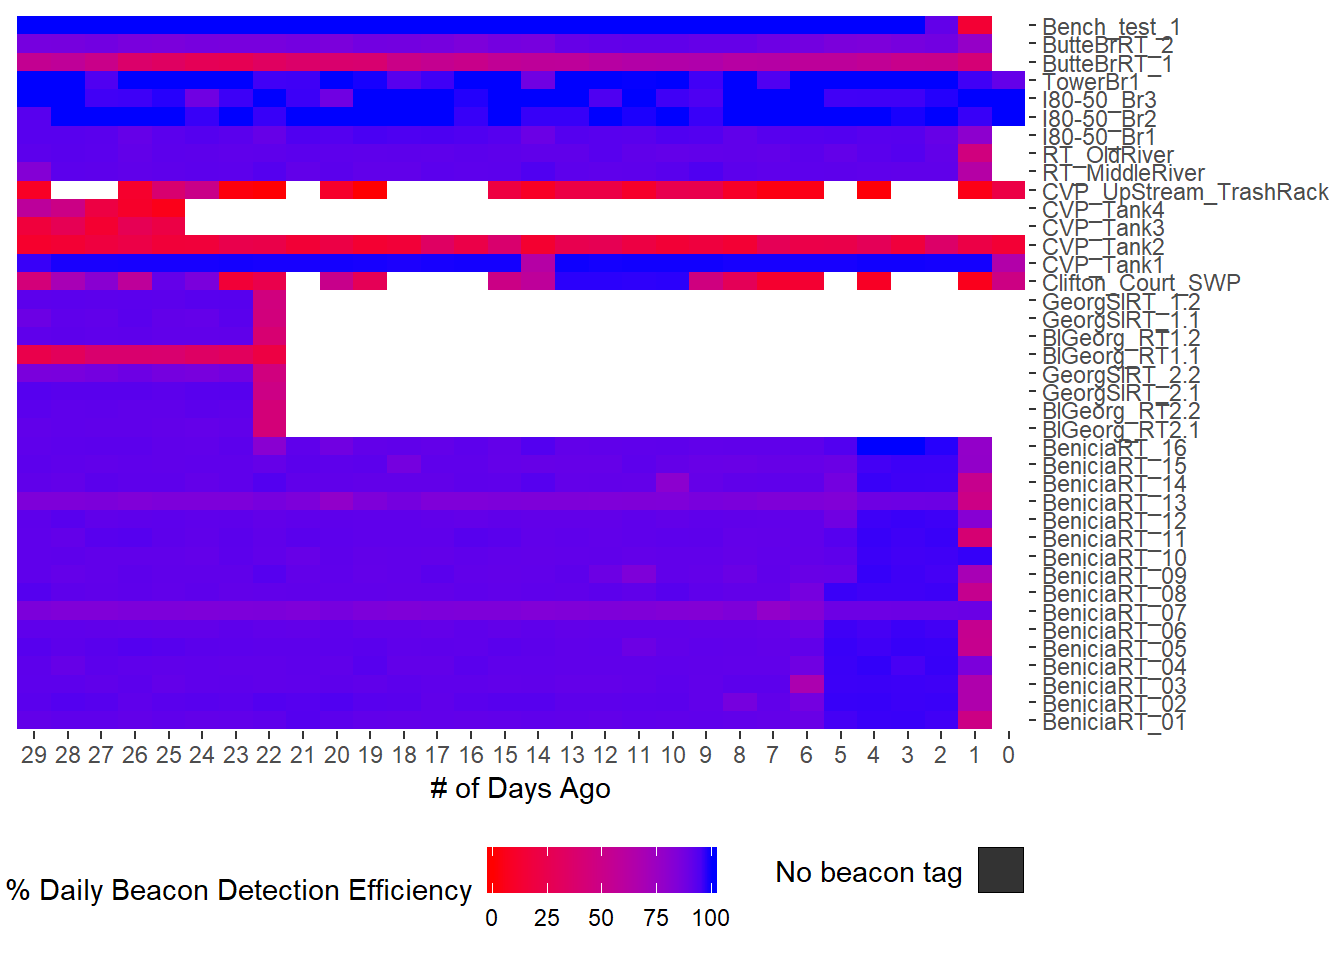 Bench_test_1
ButteBrRT_2
ButteBrRT_1
TowerBr1
I80-50_Br3
I80-50_Br2
I80-50_Br1
RT_OldRiver
RT_MiddleRiver
CVP_UpStream_TrashRack
CVP_Tank4
CVP_Tank3
CVP_Tank2
CVP_Tank1
Clifton_Court_SWP
GeorgSlRT_1.2
GeorgSlRT_1.1
BlGeorg_RT1.2
BlGeorg_RT1.1
GeorgSlRT_2.2
GeorgSlRT_2.1
BlGeorg_RT2.2
BlGeorg_RT2.1
BeniciaRT_16
BeniciaRT_15
BeniciaRT_14
BeniciaRT_13
BeniciaRT_12
BeniciaRT_11
BeniciaRT_10
BeniciaRT_09
BeniciaRT_08
BeniciaRT_07
BeniciaRT_06
BeniciaRT_05
BeniciaRT_04
BeniciaRT_03
BeniciaRT_02
BeniciaRT_01
29 28 27 26 25 24 23 22 21 20 19 18 17 16 15 14 13 12 11 10 9 8 7 6 5 4 3 2 1 0
# of Days Ago
% Daily Beacon Detection Efficiency
0 25 50 75 100
No beacon tag